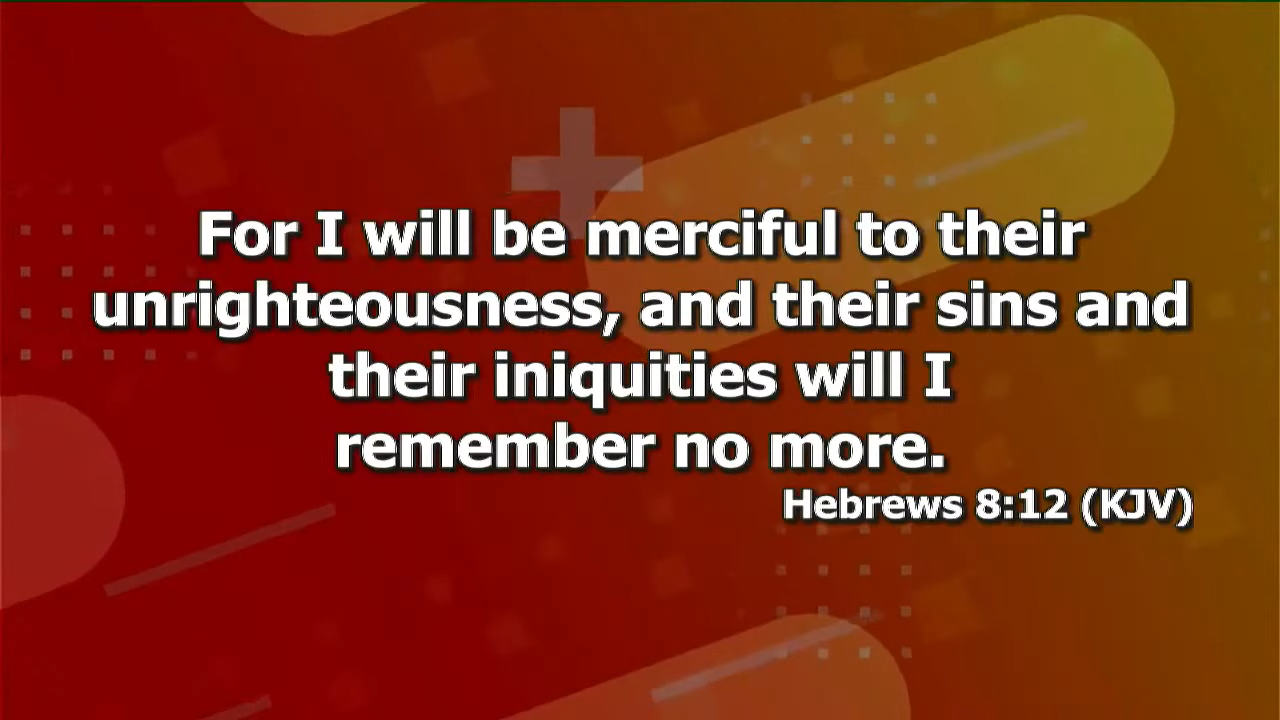 For I will be merciful to their
unrighteousness, and their sins and
their iniquities will I
remember no more.
Hebrews 8:12 (KJV)